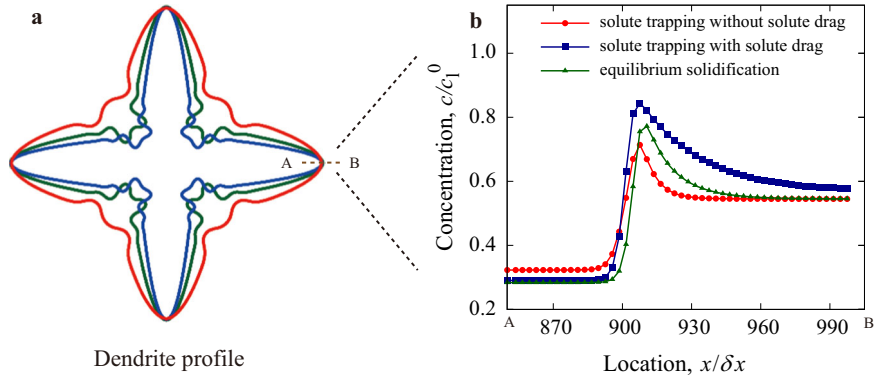 a
A
B
Dendrite profile
b
solute trapping without solute drag
solute trapping with solute drag
equilibrium solidification
Concentration, c/c_l^0
1.0
0.8
0.6
0.4
0.2
A
870
900
930
960
990
B
Location, x/δx